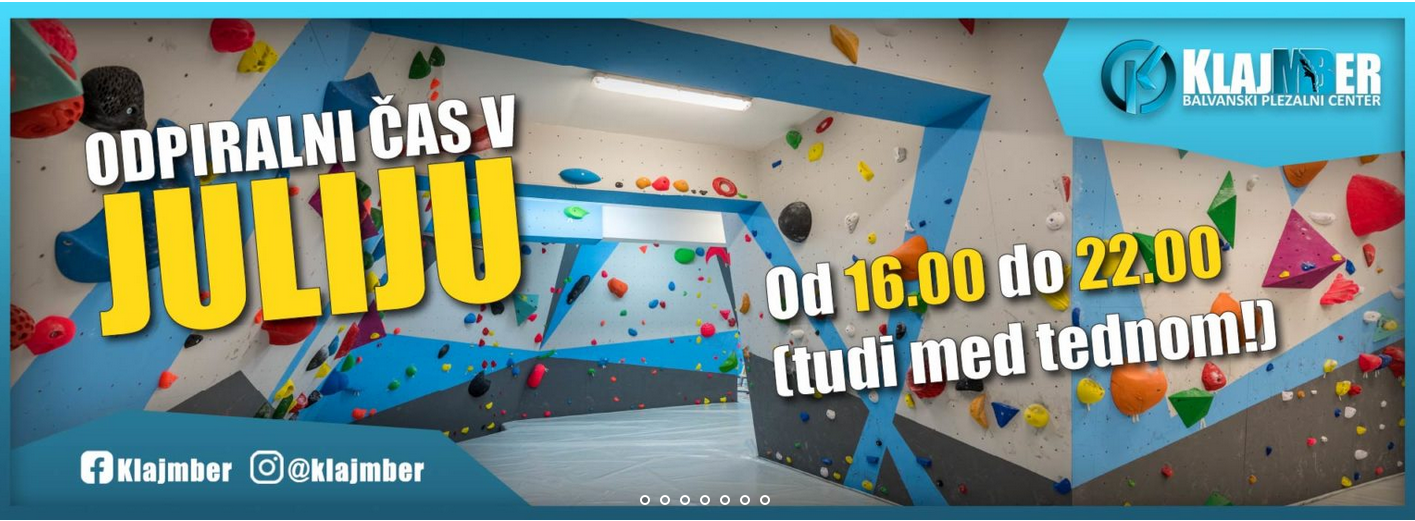 ODPIRALNI ČAS V
JULIJU
KLAJMBER
BALVANSKI PLEZALNI CENTER
Od 16.00 do 22.00
(tudi med tednom!)
Klajmber @klajmber